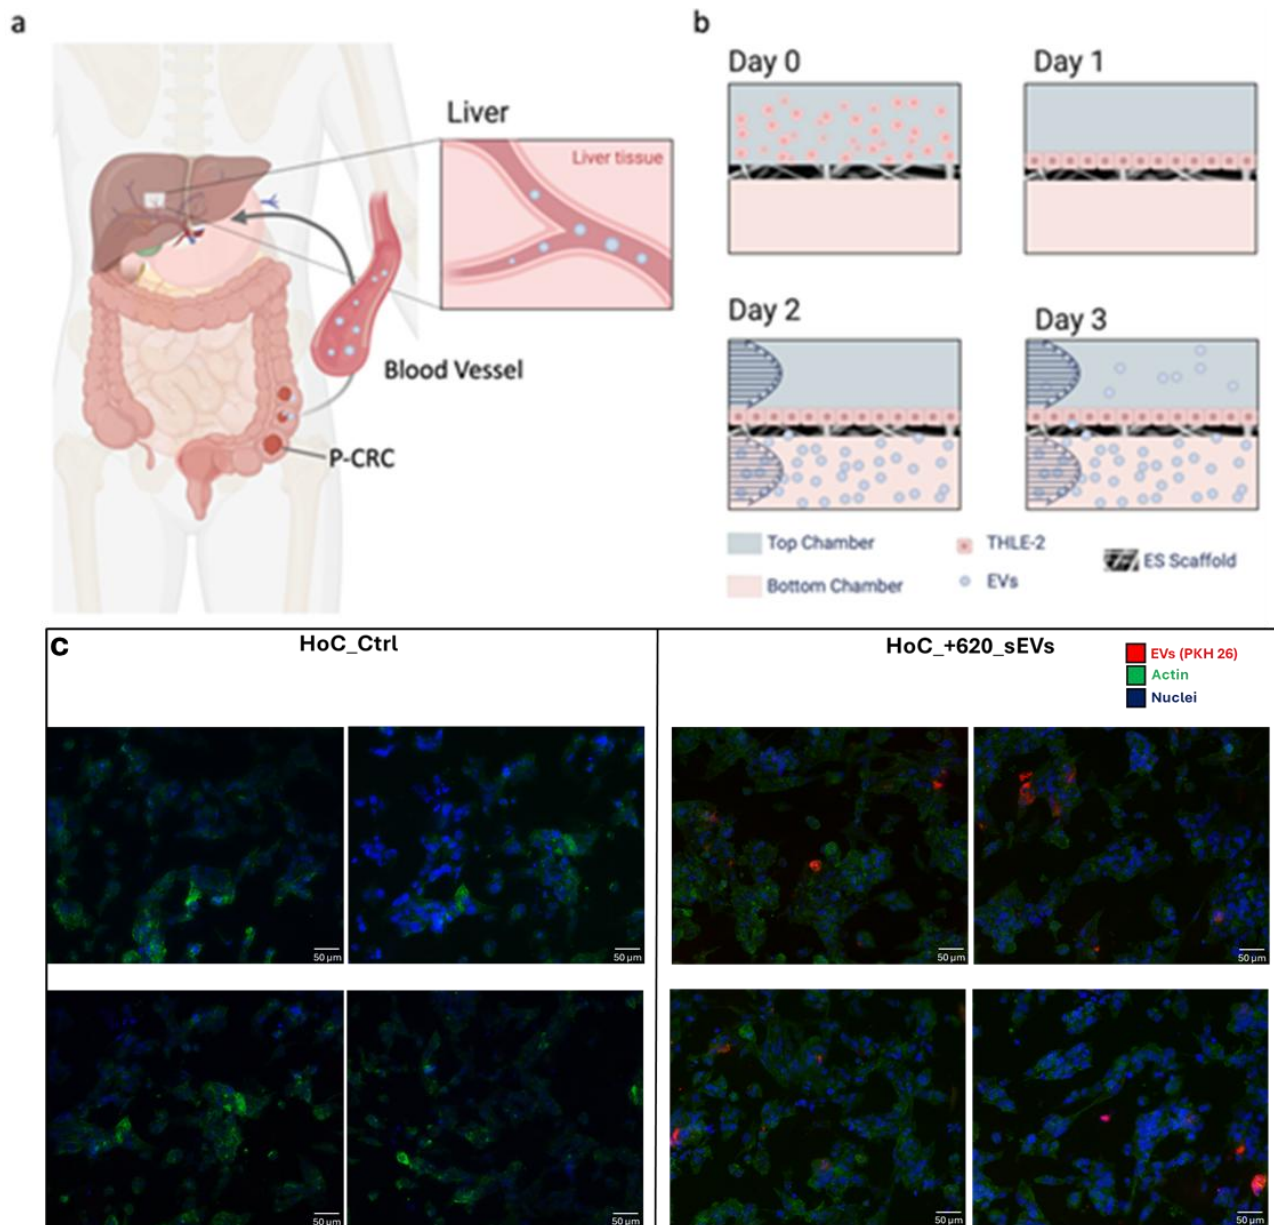 a
Liver
Liver tissue
Blood Vessel
P-CRC
b
Day 0
Day 1
Day 2
Day 3
Top Chamber
THLE-2
ES Scaffold
Bottom Chamber
EVs
c
HoC_Ctrl
HoC_+620_sEVs
EVs (PKH 26)
Actin
Nuclei
50 µm
50 µm
50 µm
50 µm
50 µm
50 µm
50 µm
50 µm